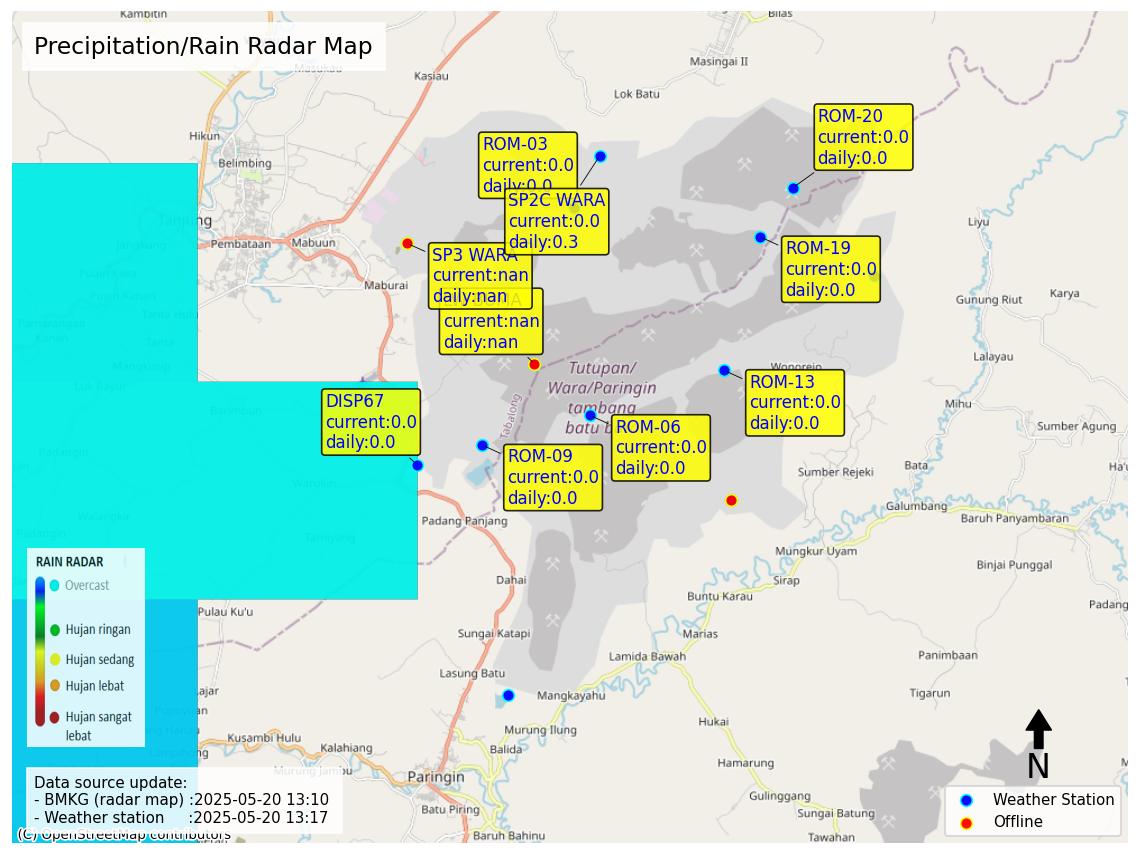 Precipitation/Rain Radar Map
Kambitin
Bilas
Masingai II
Kasiau
Lok Batu
Hikun
Belimbing
Tanjung
Pembataan
Mabuun
Maburai
ROM-03
current:0.0
daily:0.0
SP2C WARA
current:0.0
daily:0.3
ROM-20
current:0.0
daily:0.0
SP3 WARA
current:nan
daily:nan
current:nan
daily:nan
ROM-19
current:0.0
daily:0.0
Liyu
Gunung Riut
Karya
Lalayau
Mihu
Sumber Agung
Wonorejo
Tutupan/
Wara/Paringin
tambang
batu
Tabalong
ROM-13
current:0.0
daily:0.0
DISP67
current:0.0
daily:0.0
ROM-06
current:0.0
daily:0.0
ROM-09
current:0.0
daily:0.0
Sumber Rejeki
Bata
Galumbang
Baruh Panyambaran
Padang Panjang
Mungkur Uyam
Binjai Punggal
Dahai
Sirap
Buntu Karau
Padang
Pulau Ku'u
Sungai Katapi
Marias
Lamida Bawah
Panimbaan
Lasung Batu
Mangkayahu
Tigarun
Hukai
Murung Ilung
Kusambi Hulu
Kalahiang
Balida
Murung Jambu
Paringin
Hamarung
Gulinggang
Batu Piring
Sungai Batung
Baruh Bahinu
Tawahan
RAIN RADAR
Overcast
Hujan ringan
Hujan sedang
Hujan lebat
Hujan sangat
lebat
Data source update:
- BMKG (radar map) :2025-05-20 13:10
- Weather station :2025-05-20 13:17
(C) OpenStreetMap contributors
N
Weather Station
Offline